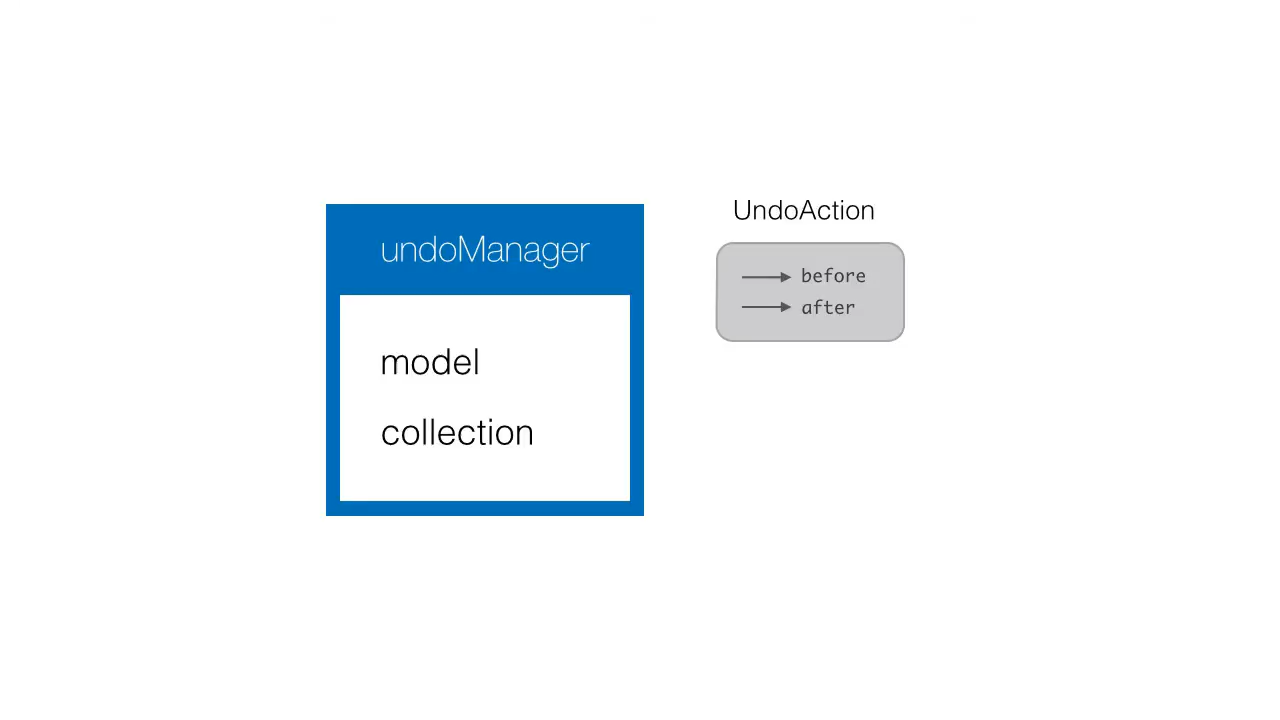 undoManager
model
collection
UndoAction
before
after